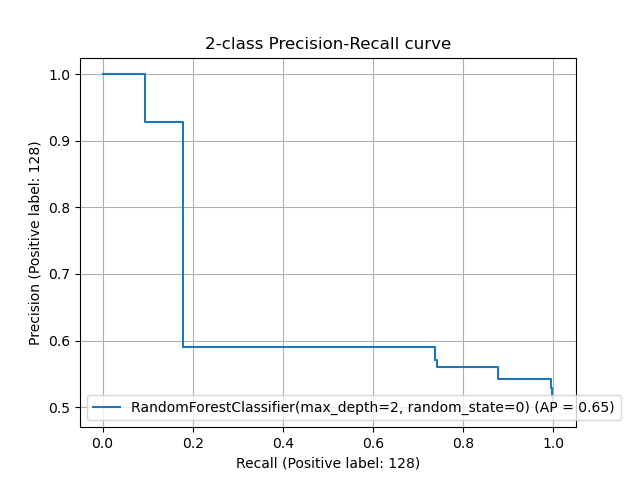 2-class Precision-Recall curve
Precision (Positive label: 128)
1.0
0.9
0.8
0.7
0.6
0.5
RandomForestClassifier(max_depth=2, random_state=0) (AP = 0.65)
0.0 0.2 0.4 0.6 0.8 1.0
Recall (Positive label: 128)